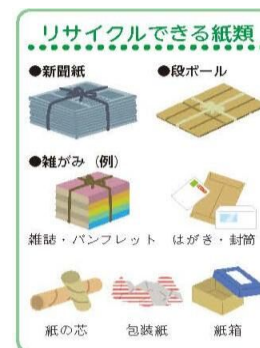 リサイクルできる紙類
●新聞紙 ●段ボール
●雑がみ（例）
雑誌・パンフレット はがき・封筒
紙の芯 包装紙 紙箱